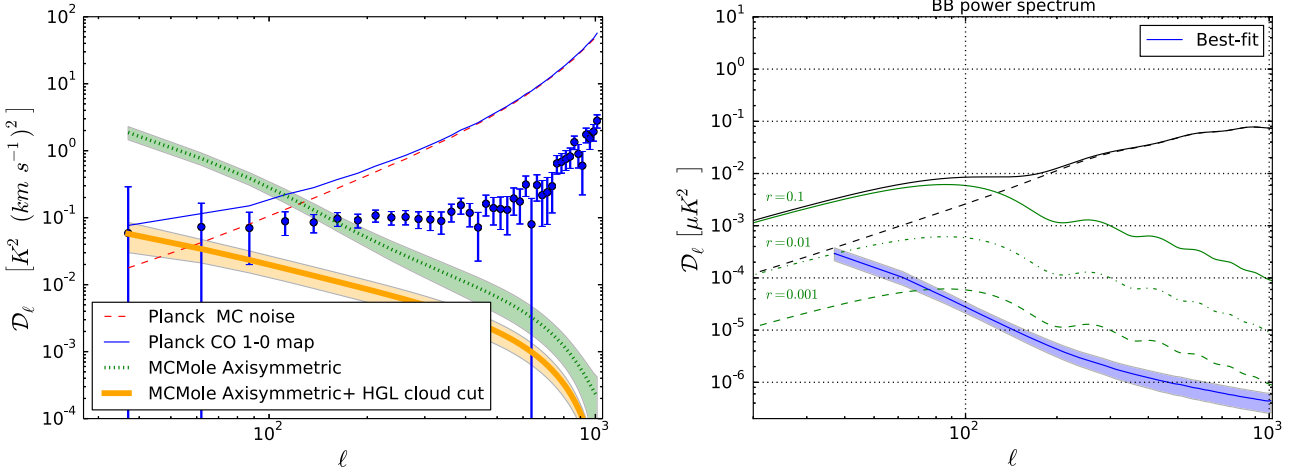 10^2
10^1
10^0
10^-1
10^-2
10^-3
10^-4
D_ℓ [K^2 (km s^-1)^2]
Planck MC noise
Planck CO 1-0 map
MCMole Axisymmetric
MCMole Axisymmetric+ HGL cloud cut
10^2
10^3
ℓ
BB power spectrum
10^1
10^0
10^-1
10^-2
10^-3
10^-4
10^-5
10^-6
D_ℓ [μK^2]
Best-fit
r=0.1
r=0.01
r=0.001
10^2
10^3
ℓ